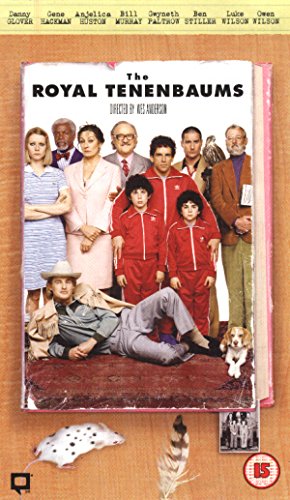 Danny Gene Anjelica Bill Gwyneth Ben Luke Owen
GLOVER HACKMAN HUSTON MURRAY PALTROW STILLER WILSON WILSON
The
ROYAL TENENBAUMS
DIRECTED BY WES ANDERSON
15